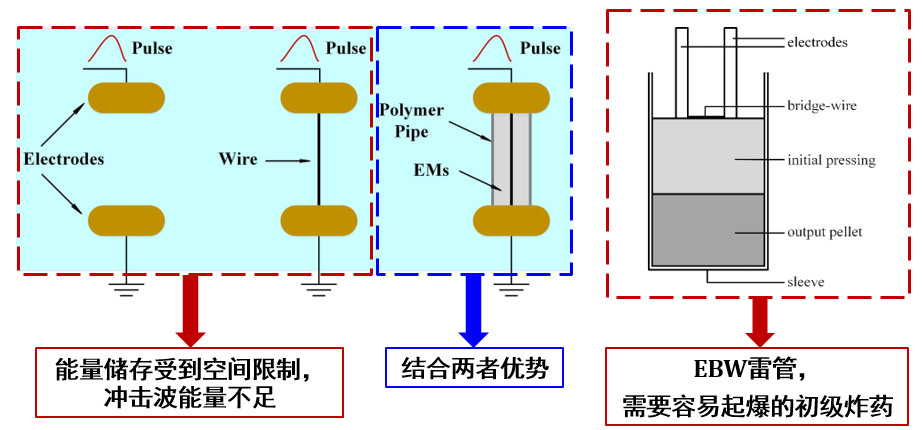 Pulse
Electrodes
Pulse
Wire
Pulse
Polymer
Pipe
EMs
electrodes
bridge-wire
initial pressing
output pellet
sleeve
能量储存受到空间限制，
冲击波能量不足
结合两者优势
EBW雷管，
需要容易起爆的初级炸药